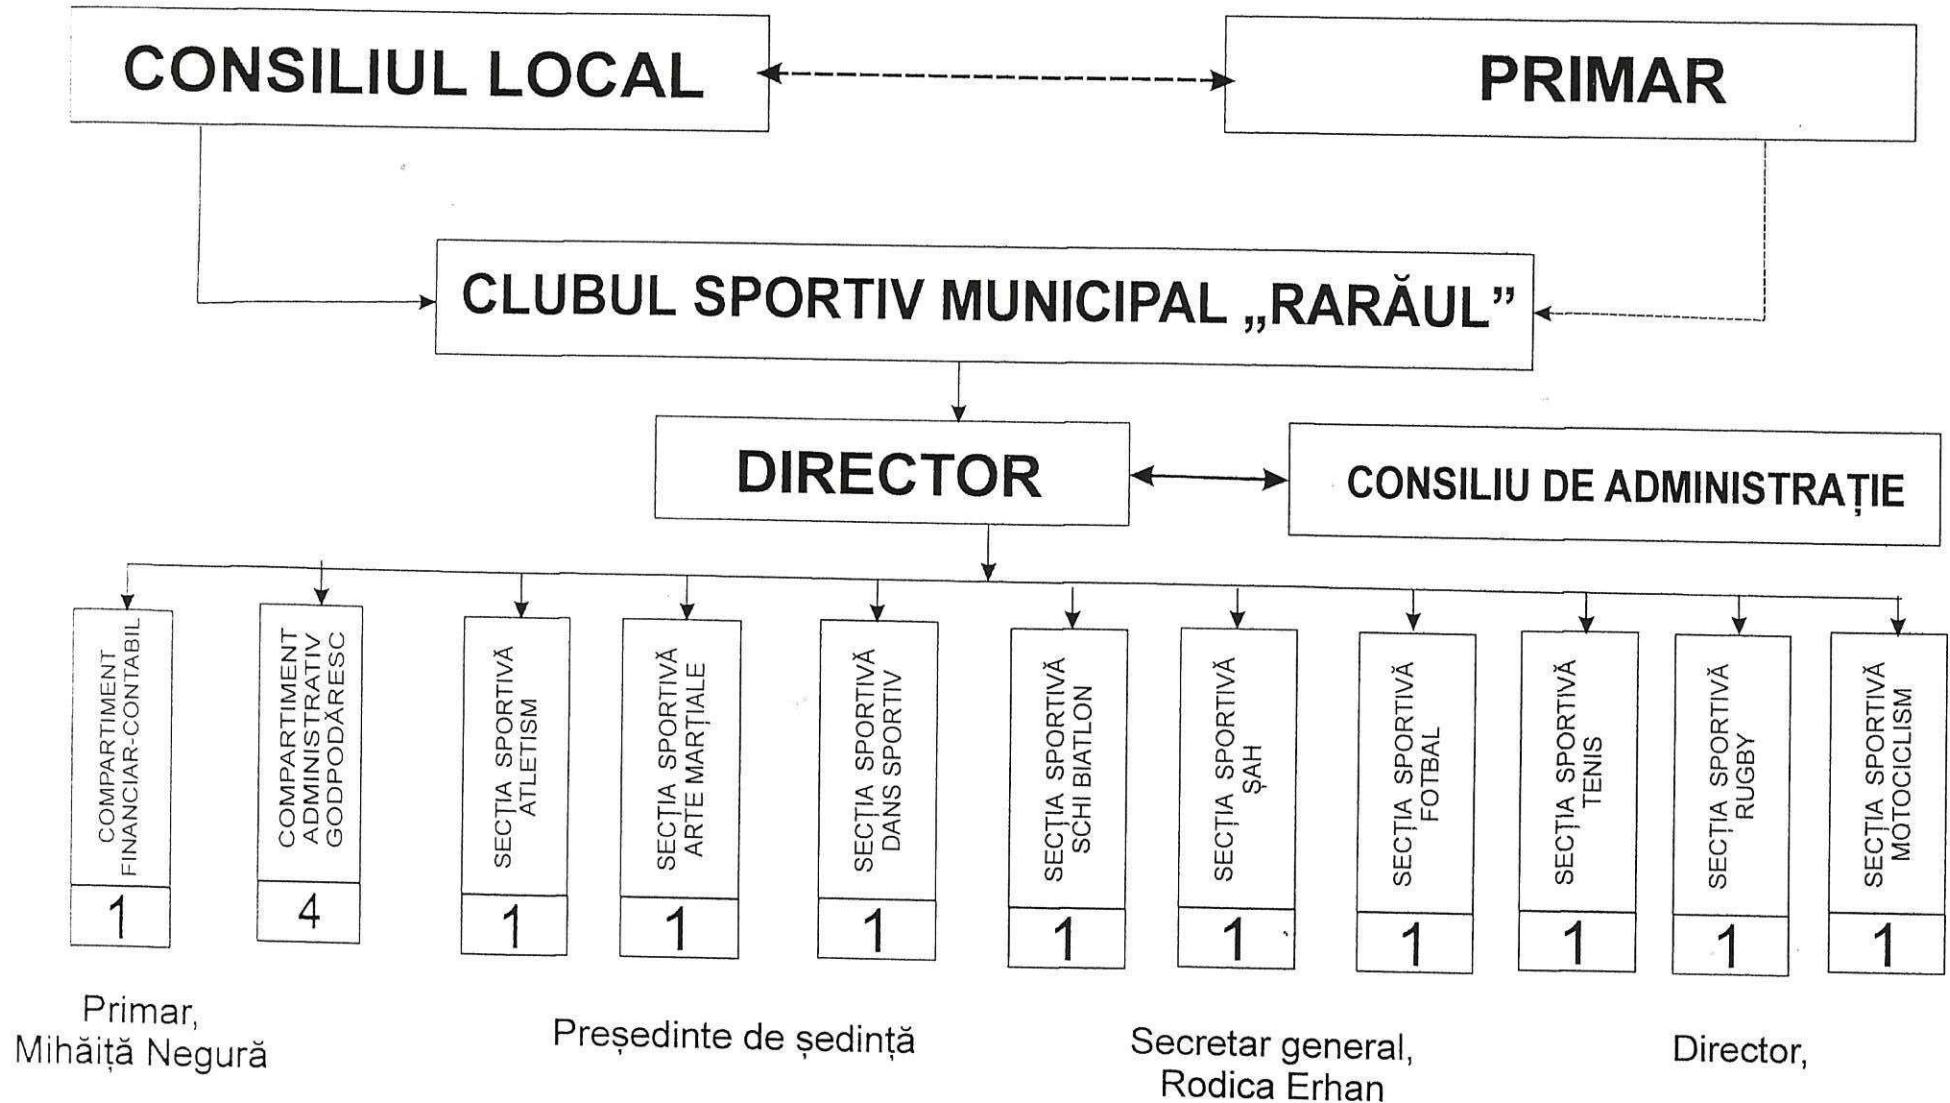 CONSILIUL LOCAL
PRIMAR
CLUBUL SPORTIV MUNICIPAL „RARĂUL”
DIRECTOR
CONSILIU DE ADMINISTRAȚIE
COMPARTIMENT
FINANCIAR-CONTABIL
1
COMPARTIMENT
ADMINISTRATIV
GODPODĂRESC
4
SECȚIA SPORTIVĂ
ATLETISM
1
SECȚIA SPORTIVĂ
ARTE MARȚIALE
1
SECȚIA SPORTIVĂ
DANS SPORTIV
1
SECȚIA SPORTIVĂ
SCHI BIATLON
1
SECȚIA SPORTIVĂ
ȘAH
1
SECȚIA SPORTIVĂ
FOTBAL
1
SECȚIA SPORTIVĂ
TENIS
1
SECȚIA SPORTIVĂ
RUGBY
1
SECȚIA SPORTIVĂ
MOTOCICLISM
1
Primar,
Mihăiță Negură
Președinte de ședință
Secretar general,
Rodica Erhan
Director,